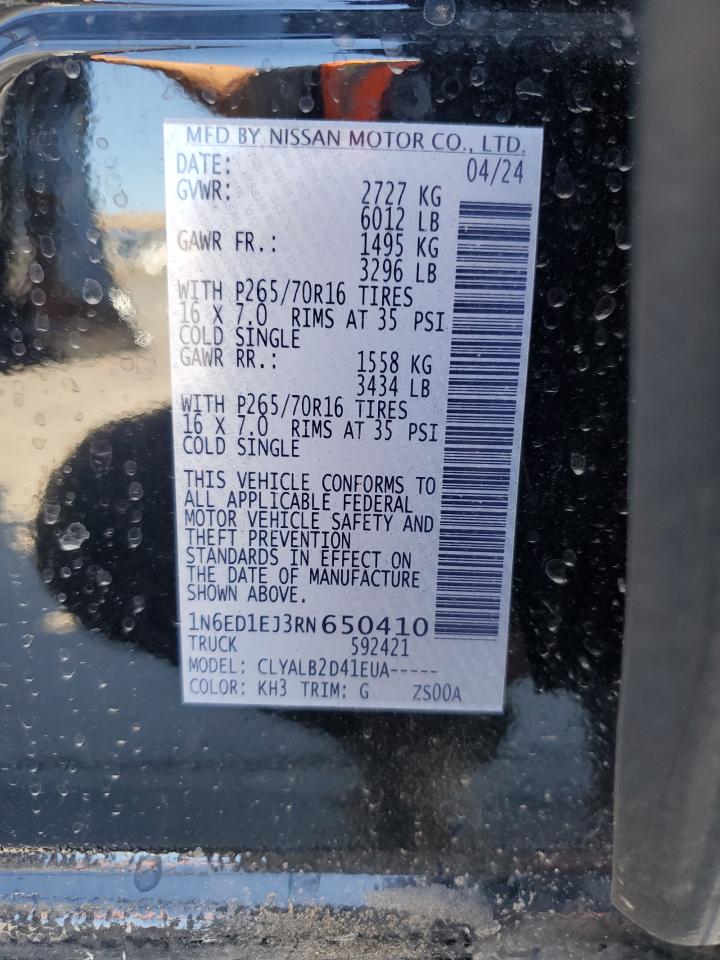 MFD BY NISSAN MOTOR CO., LTD.
DATE: 04/24
GVWR: 2727 KG
6012 LB
GAWR FR.: 1495 KG
3296 LB
WITH P265/70R16 TIRES
16 X 7.0 RIMS AT 35 PSI
COLD SINGLE
GAWR RR.: 1558 KG
3434 LB
WITH P265/70R16 TIRES
16 X 7.0 RIMS AT 35 PSI
COLD SINGLE
THIS VEHICLE CONFORMS TO
ALL APPLICABLE FEDERAL
MOTOR VEHICLE SAFETY AND
THEFT PREVENTION
STANDARDS IN EFFECT ON
THE DATE OF MANUFACTURE
SHOWN ABOVE.
1N6ED1EJ3RN650410
TRUCK 592421
MODEL: CLYALB2D41EUA-----
COLOR: KH3 TRIM: G ZS00A